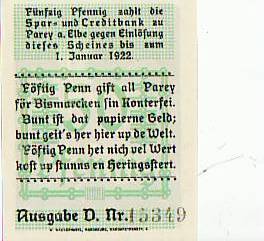 Fünfzig Pfennig zahlt die
Spar= und Creditbank zu
Parey a. Elbe gegen Einlösung
dieses Scheines bis zum
1. Januar 1922.
Föftig Penn gift all Parey
för Bismarcken sin Konterfei.
Bunt ist dat papierne Geld;
bunt geit's her hier up de Welt.
Föftig Penn het nich vel Wert
kost up stunns en Heringsstert.
Ausgabe D. Nr. 15349